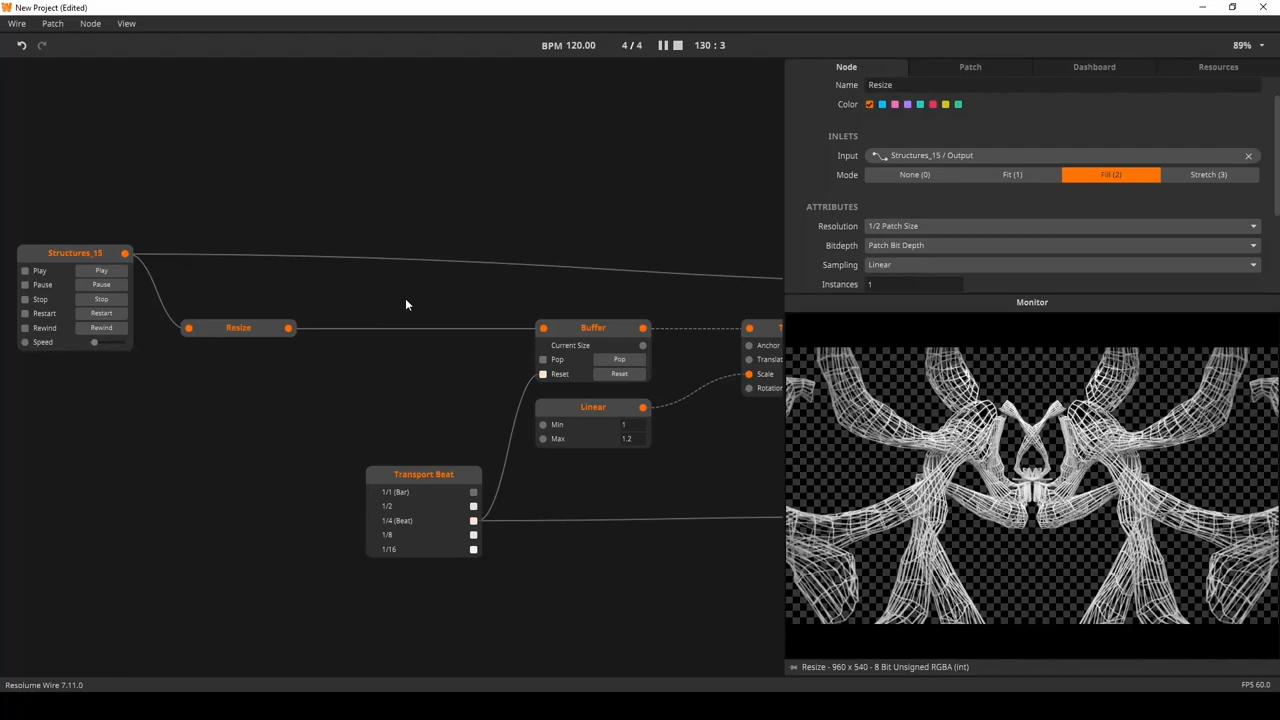 New Project (Edited)
Wire Patch Node View
BPM 120.00 4 / 4 130 : 3 89%
Node Patch Dashboard Resources
Name Resize
Color
INLETS
Input Structures_15 / Output
Mode None (0) Fit (1) Fill (2) Stretch (3)
ATTRIBUTES
Resolution 1/2 Patch Size
Bitdepth Patch Bit Depth
Sampling Linear
Instances 1
Monitor
Structures_15
Play Play
Pause Pause
Stop Stop
Restart Restart
Rewind Rewind
Speed
Resize
Buffer
Current Size
Pop Pop
Reset Reset
T
Anchor
Translat
Scale
Rotation
Linear
Min 1
Max 1.2
Transport Beat
1/1 (Bar)
1/2
1/4 (Beat)
1/8
1/16
Resize - 960 x 540 - 8 Bit Unsigned RGBA (int)
Resolume Wire 7.11.0 FPS 60.0